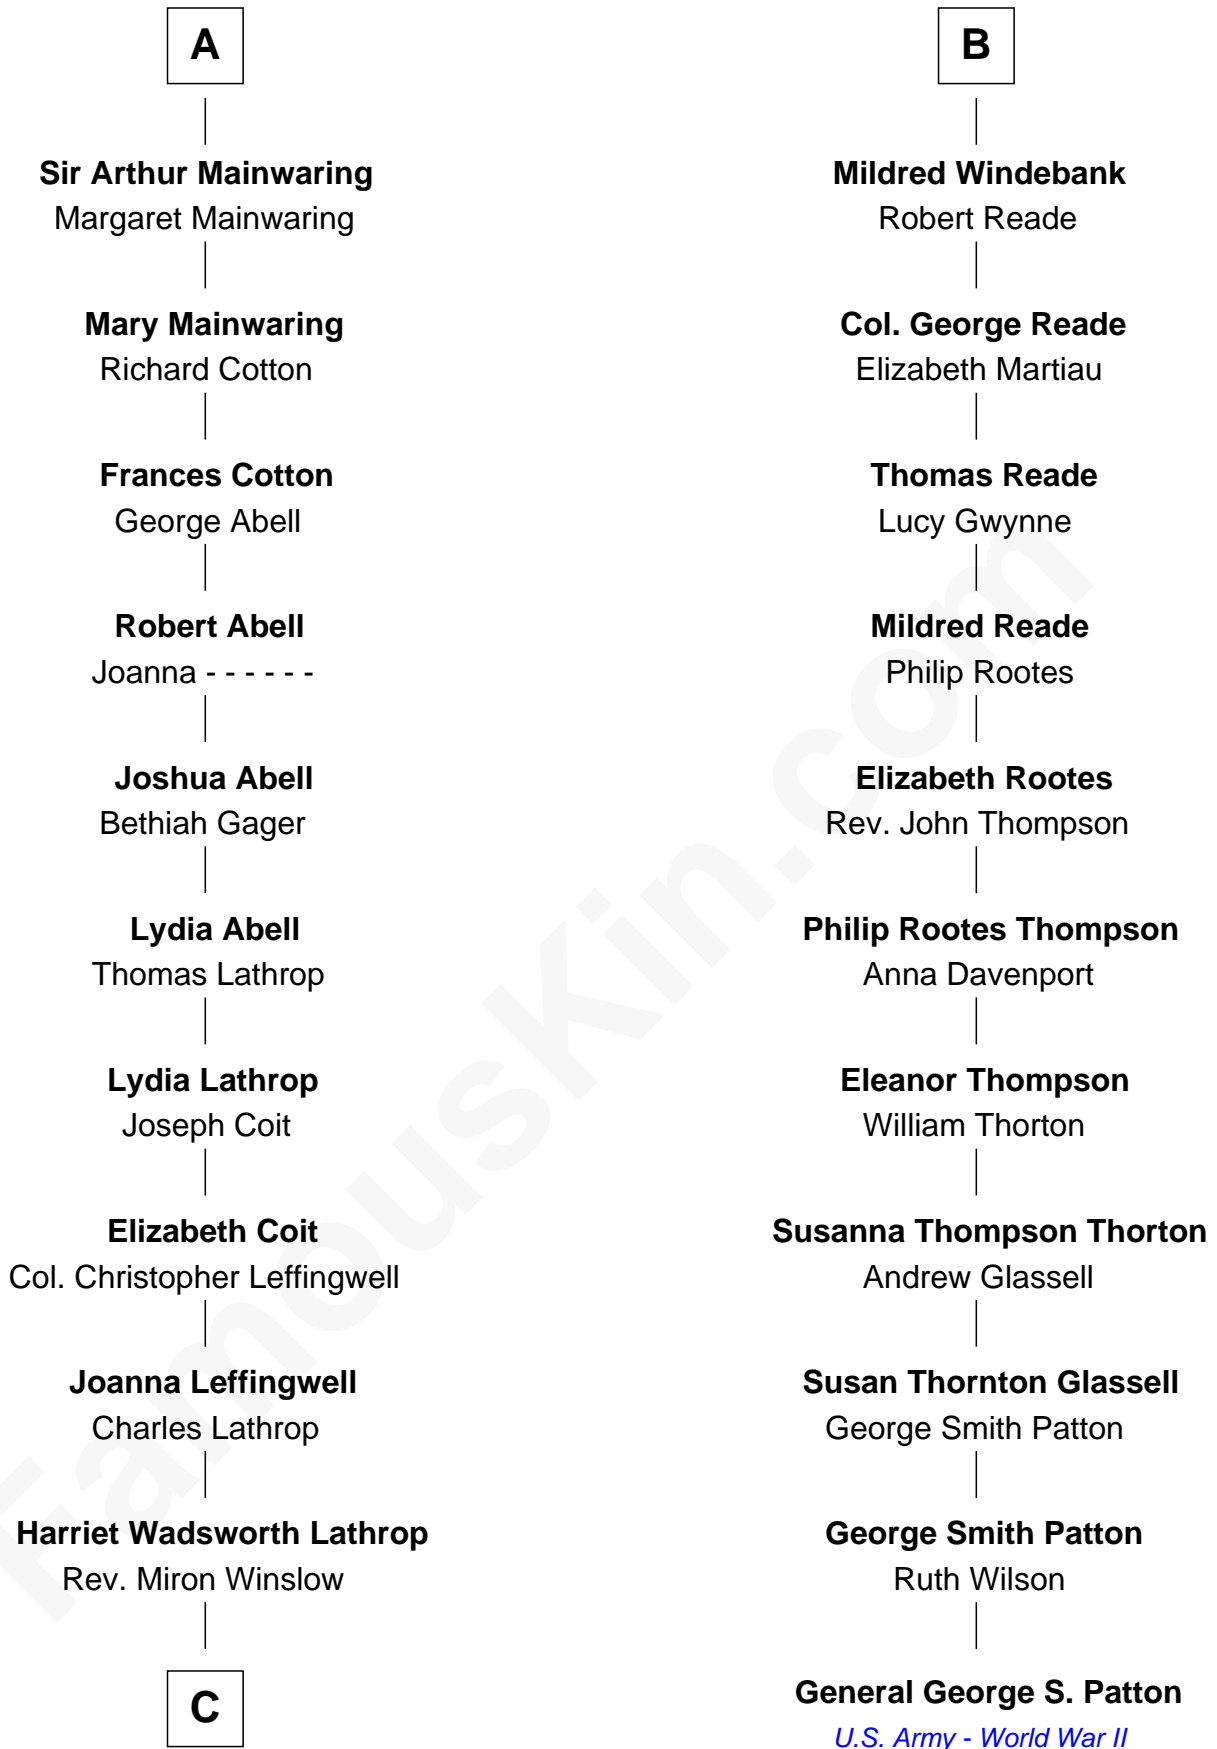 A
Sir Arthur Mainwaring
Margaret Mainwaring
Mary Mainwaring
Richard Cotton
Frances Cotton
George Abell
Robert Abell
Joanna - - - - - -
Joshua Abell
Bethiah Gager
Lydia Abell
Thomas Lathrop
Lydia Lathrop
Joseph Coit
Elizabeth Coit
Col. Christopher Leffingwell
Joanna Leffingwell
Charles Lathrop
Harriet Wadsworth Lathrop
Rev. Miron Winslow
C
B
Mildred Windebank
Robert Reade
Col. George Reade
Elizabeth Martiau
Thomas Reade
Lucy Gwynne
Mildred Reade
Philip Rootes
Elizabeth Rootes
Rev. John Thompson
Philip Rootes Thompson
Anna Davenport
Eleanor Thompson
William Thorton
Susanna Thompson Thorton
Andrew Glassell
Susan Thornton Glassell
George Smith Patton
George Smith Patton
Ruth Wilson
General George S. Patton
U.S. Army - World War II
FamousKin.com